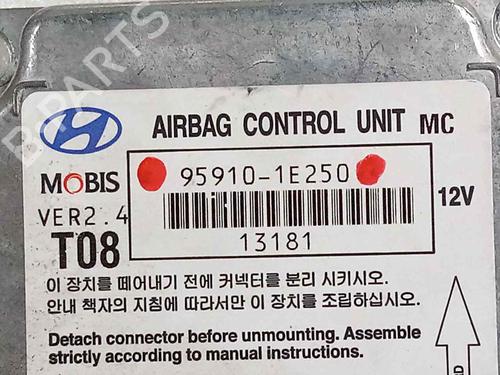 B-PARTS
AIRBAG CONTROL UNIT MC
MOBIS
95910-1E250
VER2.4
12V
T08
13181
이 장치를 떼어내기 전에 커넥터를 분리 시키시오.
안내 책자의 지침에 따라서만 이 장치를 조립하십시오.
Detach connector before unmounting. Assemble
strictly according to manual instructions.